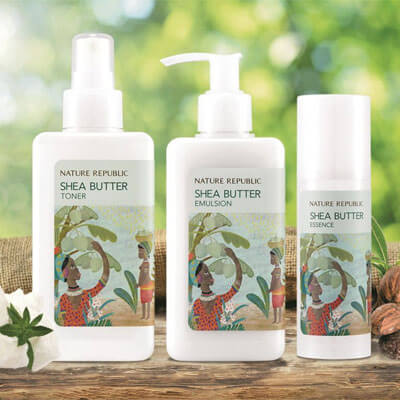 NATURE REPUBLIC
SHEA BUTTER
TONER
NATURE REPUBLIC
SHEA BUTTER
EMULSION
NATURE REPUBLIC
SHEA BUTTER
ESSENCE